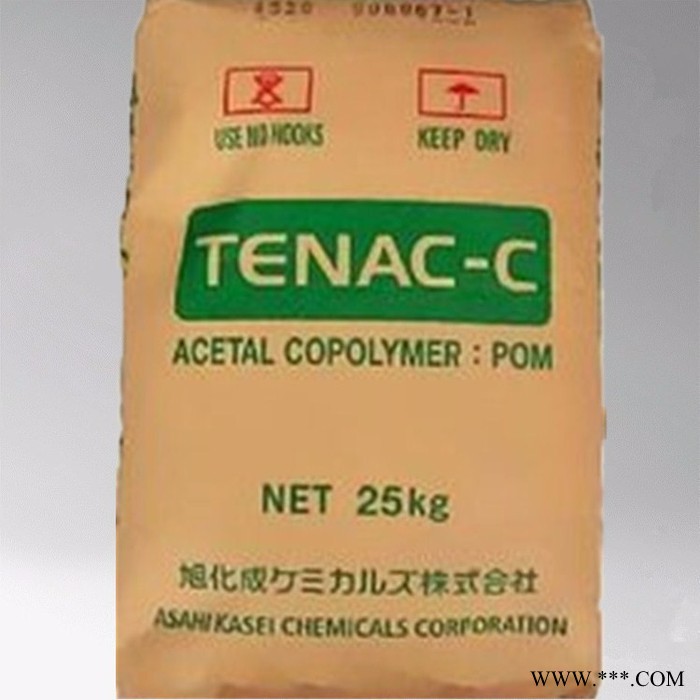 4520
USE NO HOOKS
KEEP DRY
TENAC-C
ACETAL COPOLYMER : POM
NET 25kg
旭化成ケミカルズ株式会社
ASAHI KASEI CHEMICALS CORPORATION
WWW.***.COM